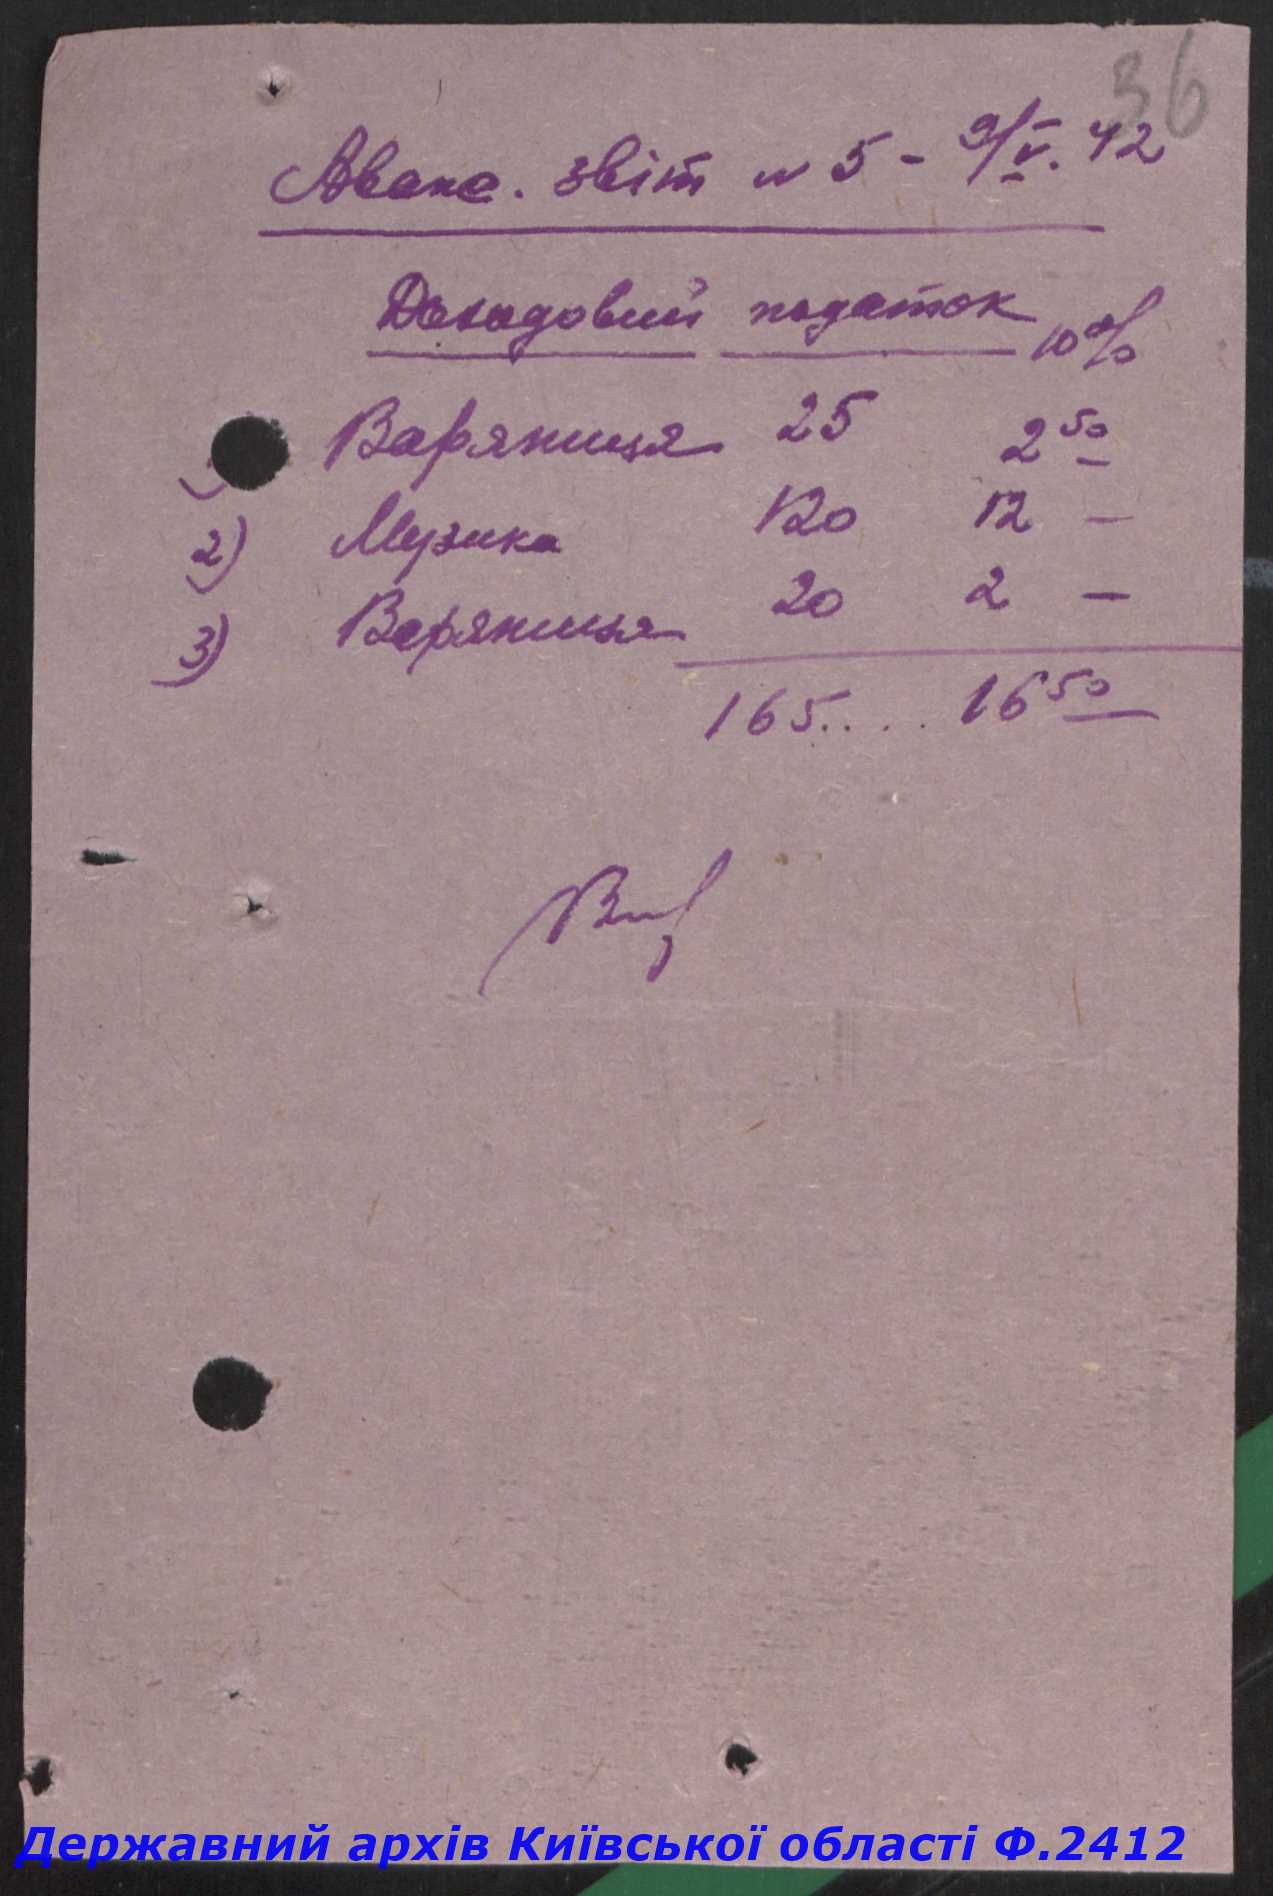 36
Аванс. звіт № 5 - 9/V. 42
Доходовий податок
10%
1) Варяниця 25 2 50
2) Музика 120 12 —
3) Варяниця 20 2 —
165.... 16 50
Державний архів Київської області Ф.2412